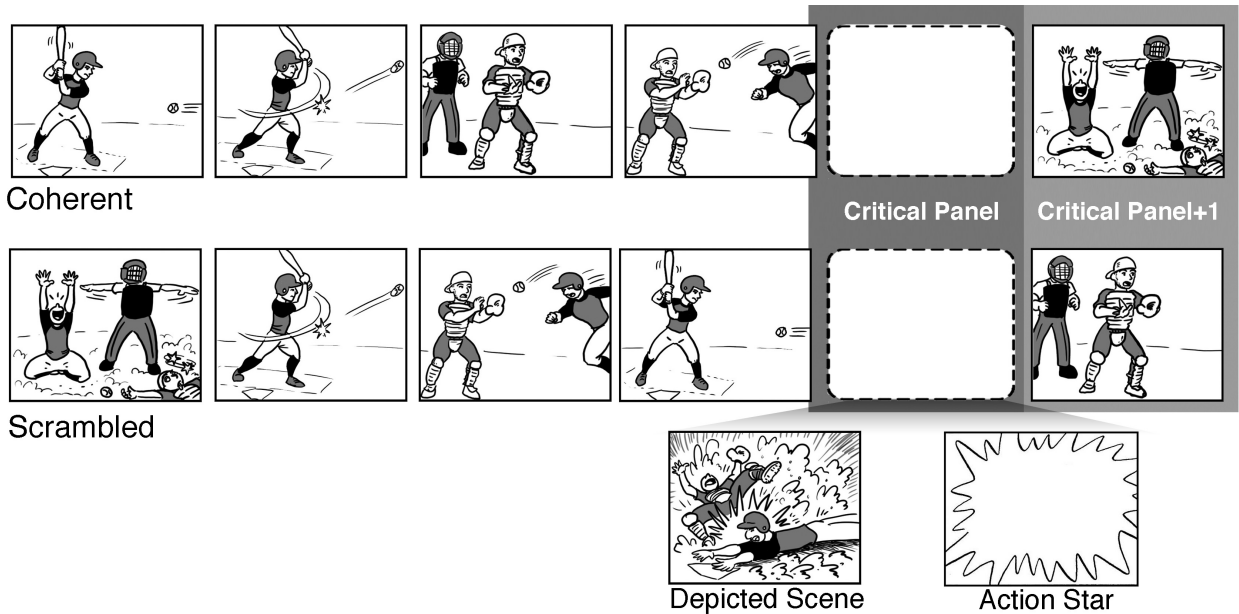 Coherent
Critical Panel
Critical Panel+1
Scrambled
Depicted Scene
Action Star